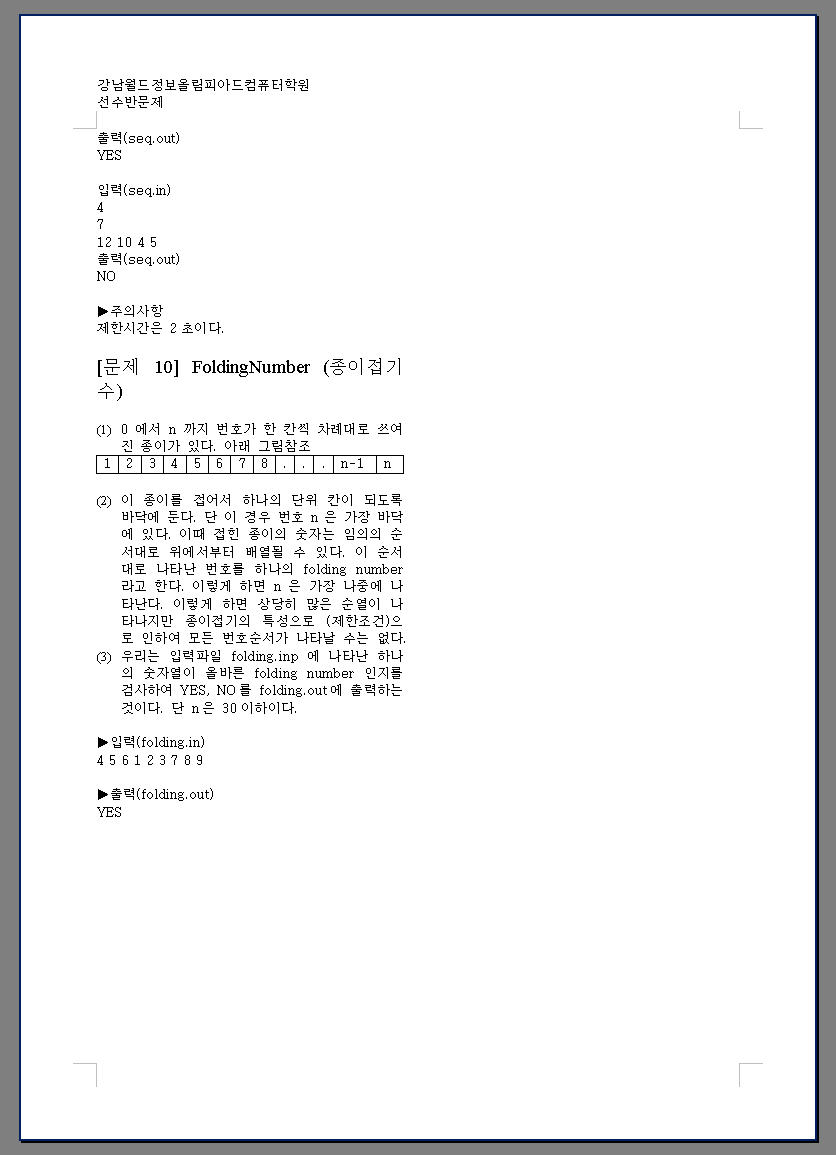 강남월드정보올림피아드컴퓨터학원
선수반문제
출력(seq.out)
YES
입력(seq.in)
4
7
12 10 4 5
출력(seq.out)
NO
▶주의사항
제한시간은 2 초이다.
[문제 10] FoldingNumber (종이접기
수)
(1) 0 에서 n 까지 번호가 한 칸씩 차례대로 쓰여
진 종이가 있다. 아래 그림참조
1 2 3 4 5 6 7 8 . . . n-1 n
(2) 이 종이를 접어서 하나의 단위 칸이 되도록
바닥에 둔다. 단 이 경우 번호 n 은 가장 바닥
에 있다. 이때 접힌 종이의 숫자는 임의의 순
서대로 위에서부터 배열될 수 있다. 이 순서
대로 나타난 번호를 하나의 folding number
라고 한다. 이렇게 하면 n 은 가장 나중에 나
타난다. 이렇게 하면 상당히 많은 순열이 나
타나지만 종이접기의 특성으로 (제한조건)으
로 인하여 모든 번호순서가 나타날 수는 없다.
(3) 우리는 입력파일 folding.inp 에 나타난 하나
의 숫자열이 올바른 folding number 인지를
검사하여 YES, NO 를 folding.out에 출력하는
것이다. 단 n은 30이하이다.
▶입력(folding.in)
4 5 6 1 2 3 7 8 9
▶출력(folding.out)
YES